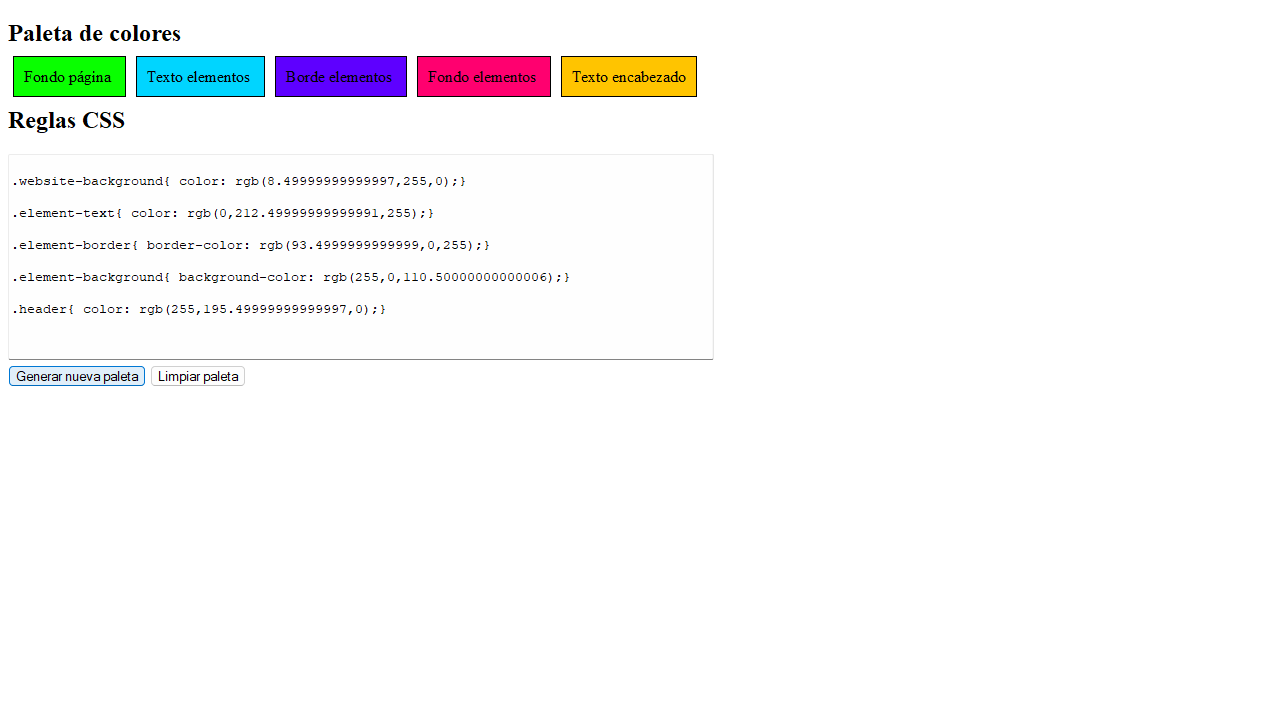 Paleta de colores
Fondo página Texto elementos Borde elementos Fondo elementos Texto encabezado
Reglas CSS
.website-background{ color: rgb(8.49999999999997,255,0);}
.element-text{ color: rgb(0,212.49999999999991,255);}
.element-border{ border-color: rgb(93.4999999999999,0,255);}
.element-background{ background-color: rgb(255,0,110.50000000000006);}
.header{ color: rgb(255,195.49999999999997,0);}
Generar nueva paleta Limpiar paleta